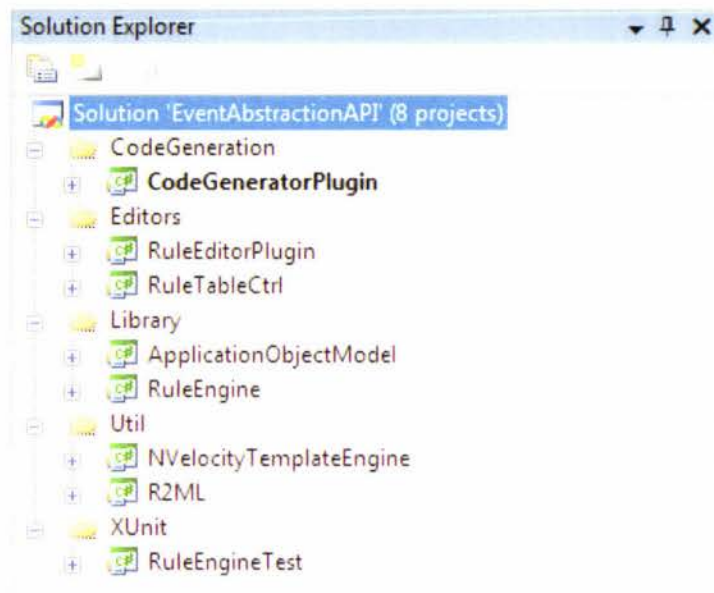 Solution Explorer
Solution 'EventAbstractionAPI' (8 projects)
CodeGeneration
CodeGeneratorPlugin
Editors
RuleEditorPlugin
RuleTableCtrl
Library
ApplicationObjectModel
RuleEngine
Util
NVelocityTemplateEngine
R2ML
XUnit
RuleEngineTest